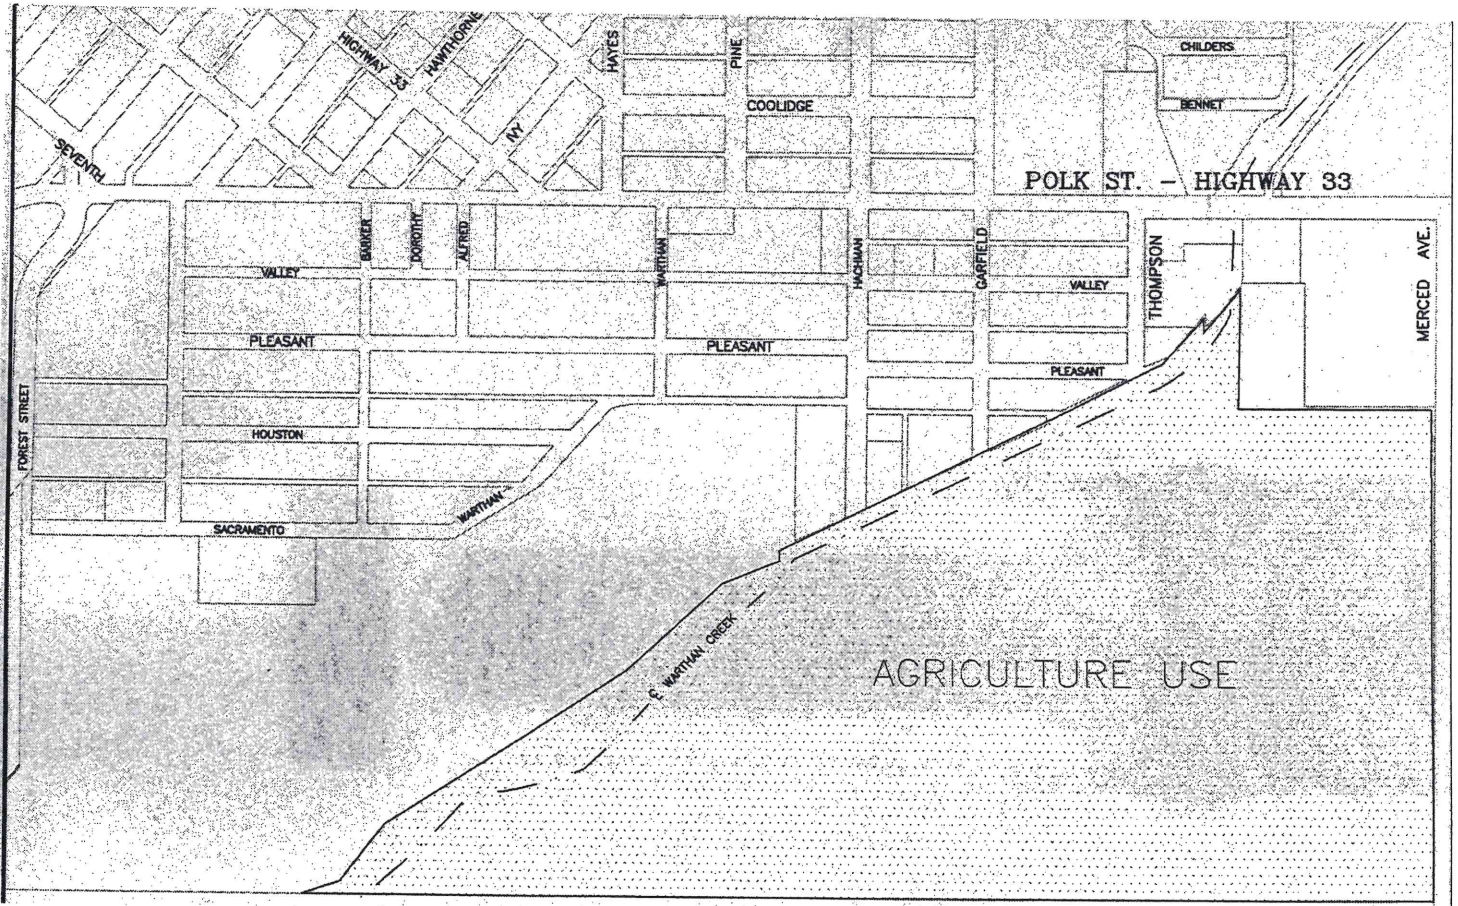 HIGHWAY 33
HAWTHORNE
HAYES
PINE
CHILDERS
COOLIDGE
BENNET
IVY
SEVENTH
POLK ST. - HIGHWAY 33
BARKER
DOROTHY
ALFRED
WARTHAN
HACHMAN
GARFIELD
THOMPSON
MERCED AVE.
VALLEY
VALLEY
PLEASANT
PLEASANT
PLEASANT
FOREST STREET
HOUSTON
WARTHAN
SACRAMENTO
℄ WARTHAN CREEK
AGRICULTURE USE